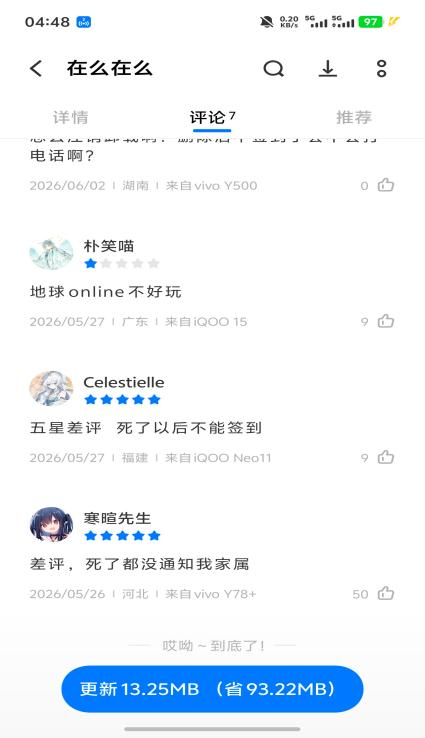 04:48
0.20 KB/s 5G 5G 97
在么在么
详情 评论7 推荐
电话啊?
2026/06/02 | 湖南 | 来自vivo Y500 0
朴笑喵
地球online不好玩
2026/05/27 | 广东 | 来自iQOO 15 9
Celestielle
五星差评 死了以后不能签到
2026/05/27 | 福建 | 来自iQOO Neo11 9
寒暄先生
差评，死了都没通知我家属
2026/05/26 | 河北 | 来自vivo Y78+ 50
哎呦~到底了!
更新13.25MB （省93.22MB）